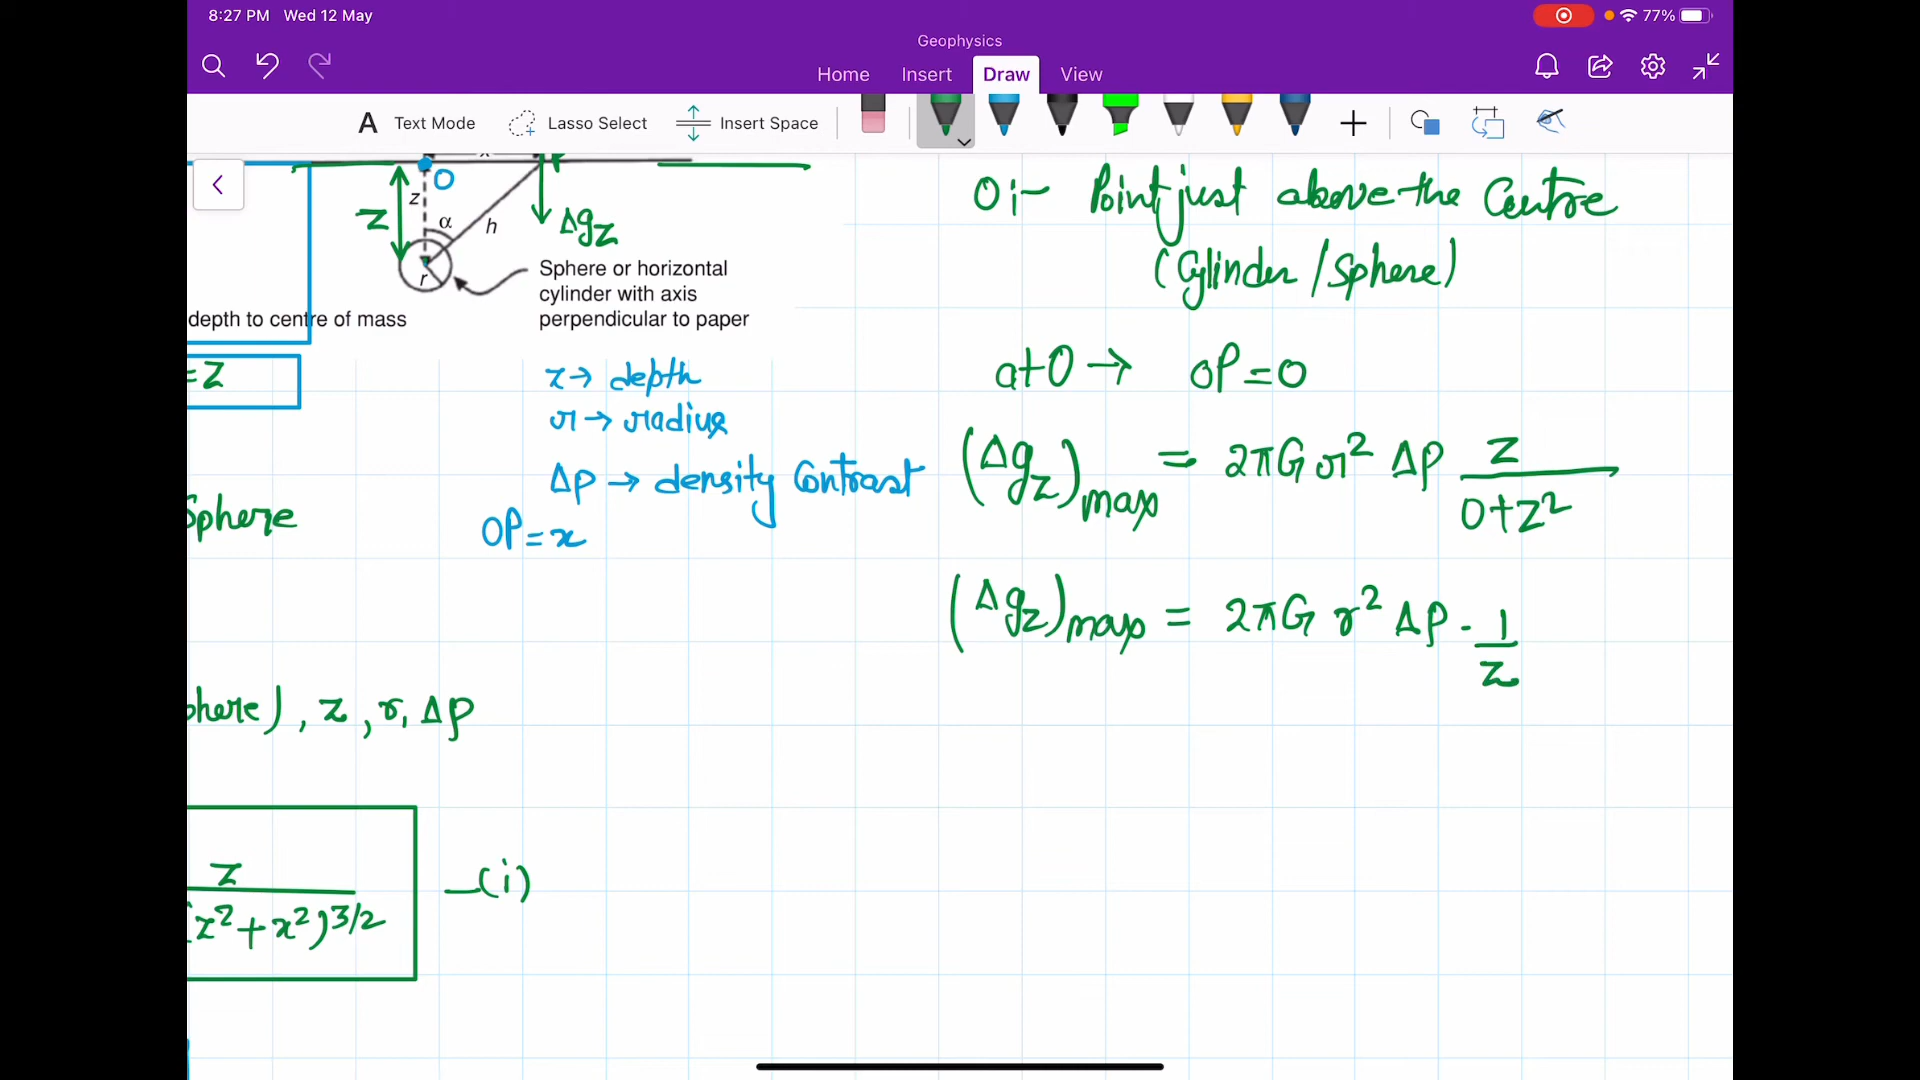 8:27 PM Wed 12 May
77%
Geophysics
Home Insert Draw View
A Text Mode Lasso Select Insert Space
O
z
z
α
h
Δgz
r
Sphere or horizontal
cylinder with axis
perpendicular to paper
depth to centre of mass
=z
z → depth
r → radius
Δρ → density Contrast
OP = x
Sphere
phere), z, r, Δρ
z
(z²+x²)3/2
—(i)
O :- Point just above the Centre
(Cylinder/Sphere)
at O → OP = 0
(Δgz)max = 2πG r² Δρ z
0+z²
(Δgz)max = 2πG r² Δρ . 1
z